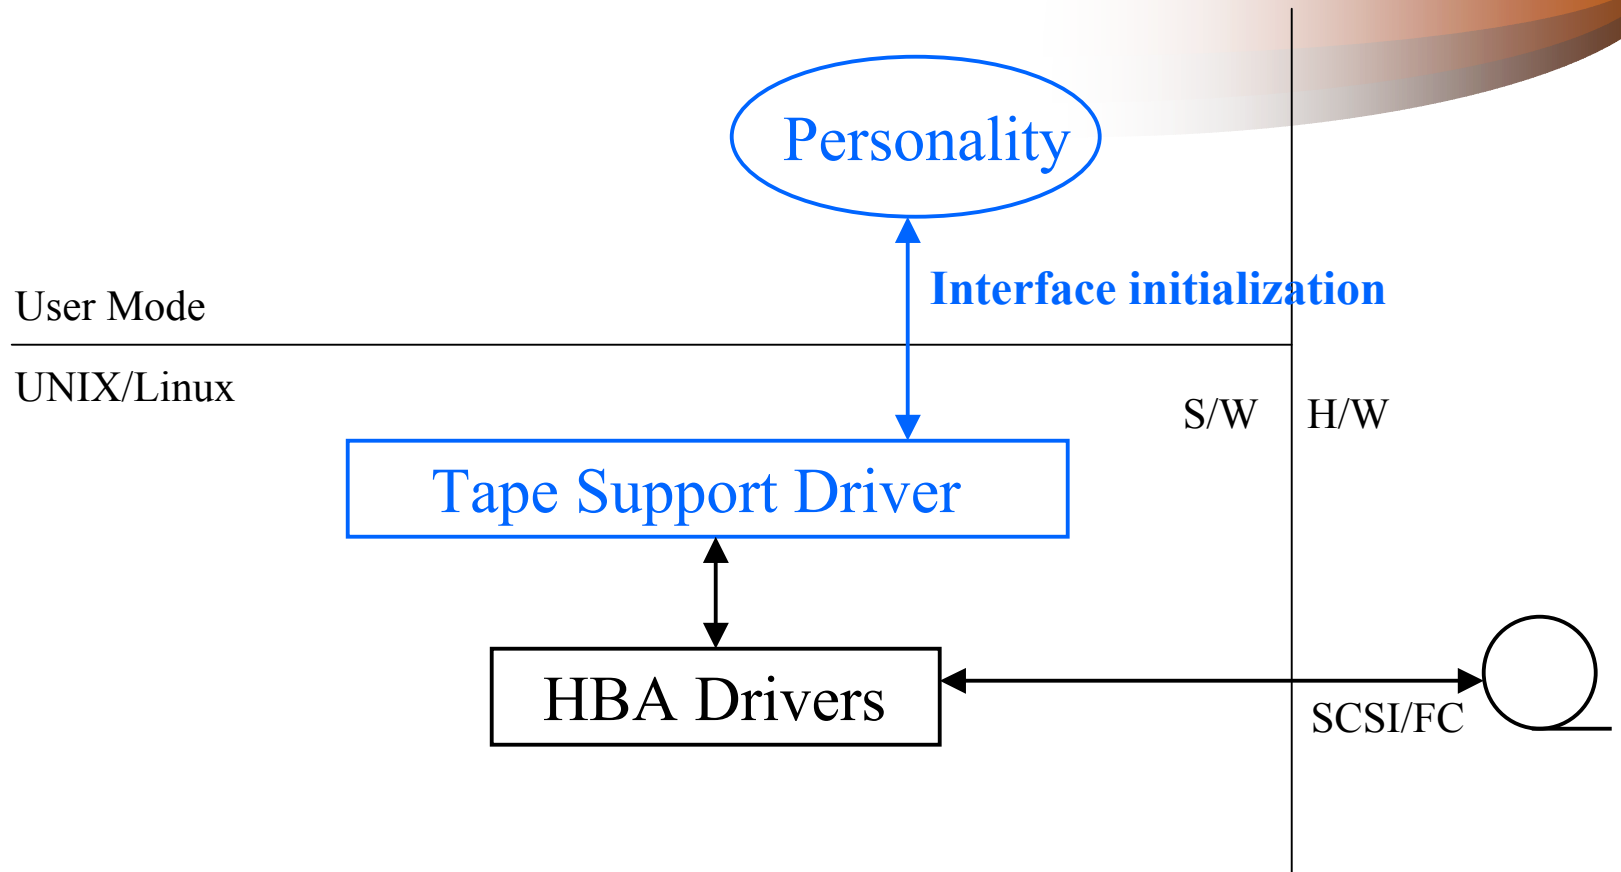 Personality
Interface initialization
User Mode
UNIX/Linux
S/W
H/W
Tape Support Driver
HBA Drivers
SCSI/FC